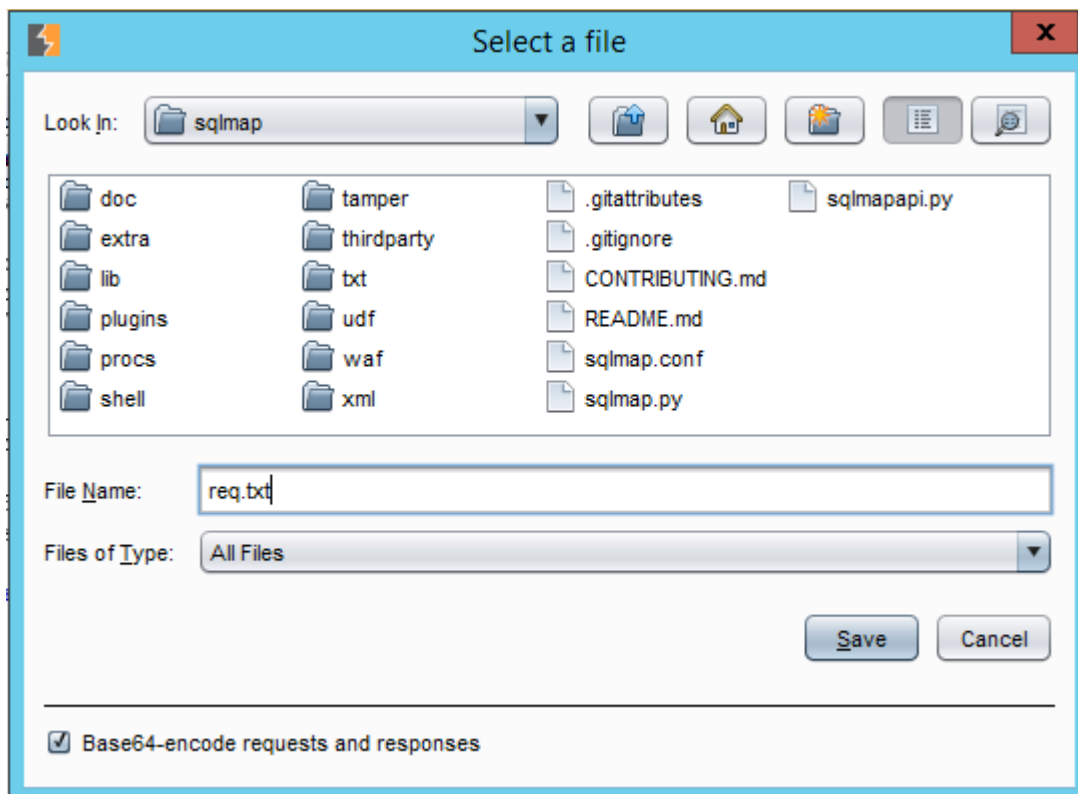 Select a file
x
Look In:
sqlmap
doc
extra
lib
plugins
procs
shell
tamper
thirdparty
txt
udf
waf
xml
.gitattributes
.gitignore
CONTRIBUTING.md
README.md
sqlmap.conf
sqlmap.py
sqlmapapi.py
File Name:
req.txt
Files of Type:
All Files
Save
Cancel
Base64-encode requests and responses